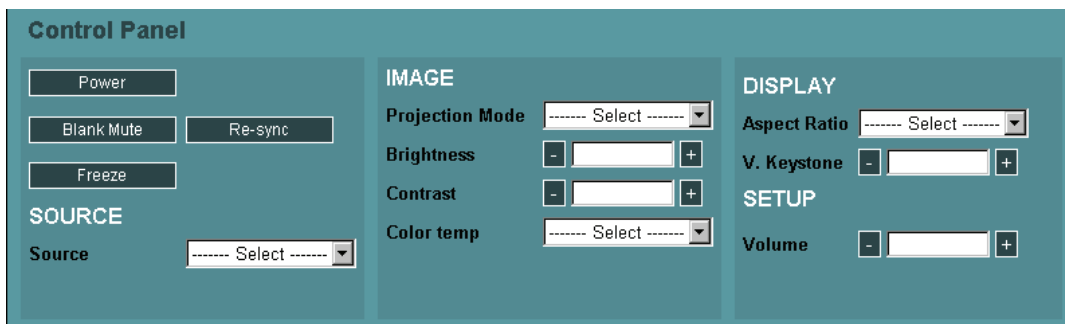 Control Panel
Power
Blank Mute Re-sync
Freeze
SOURCE
Source ------- Select -------
IMAGE
Projection Mode ------- Select -------
Brightness - +
Contrast - +
Color temp ------- Select -------
DISPLAY
Aspect Ratio ------- Select -------
V. Keystone - +
SETUP
Volume - +